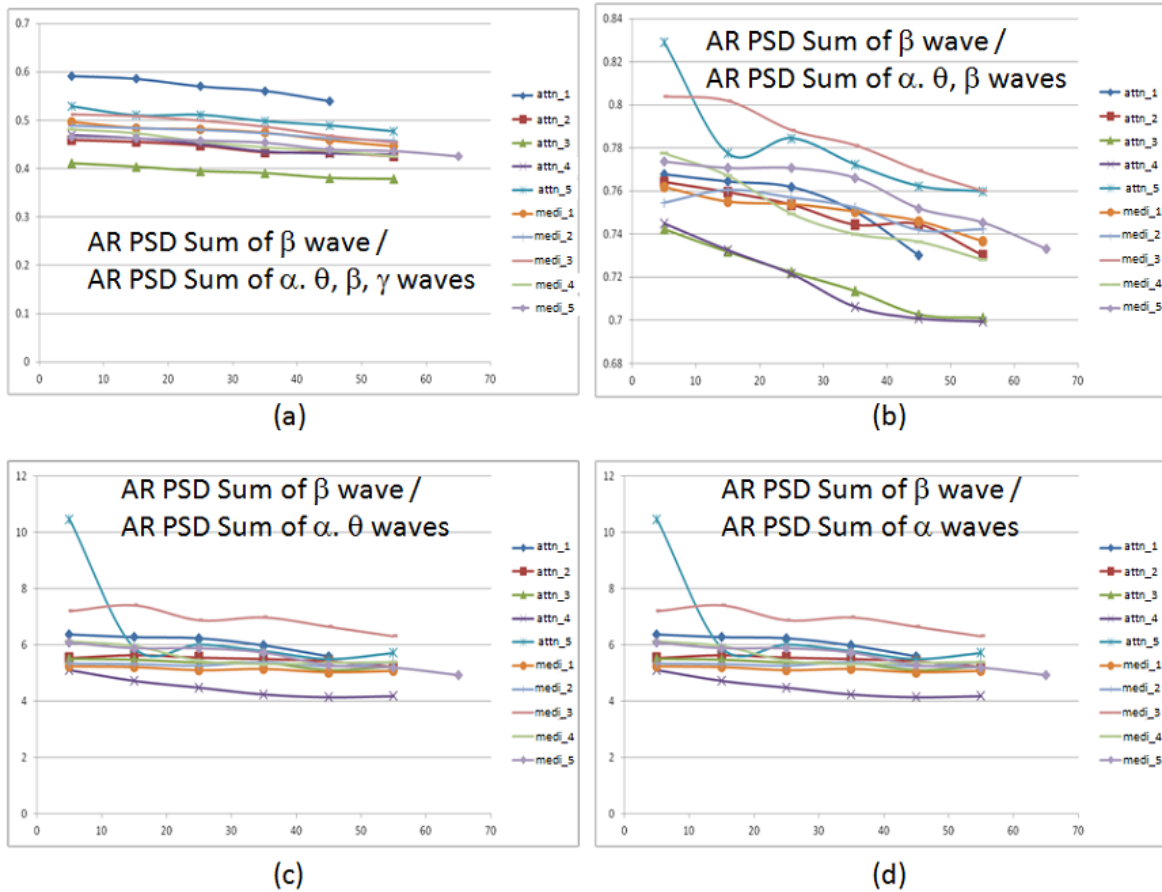 0.7
0.6
0.5
0.4
0.3
0.2
0.1
0
0 10 20 30 40 50 60 70
AR PSD Sum of β wave /
AR PSD Sum of α. θ, β, γ waves
attn_1
attn_2
attn_3
attn_4
attn_5
medi_1
medi_2
medi_3
medi_4
medi_5
(a)
0.84
0.82
0.8
0.78
0.76
0.74
0.72
0.7
0.68
0 10 20 30 40 50 60 70
AR PSD Sum of β wave /
AR PSD Sum of α. θ, β waves
attn_1
attn_2
attn_3
attn_4
attn_5
medi_1
medi_2
medi_3
medi_4
medi_5
(b)
12
10
8
6
4
2
0
0 10 20 30 40 50 60 70
AR PSD Sum of β wave /
AR PSD Sum of α. θ waves
attn_1
attn_2
attn_3
attn_4
attn_5
medi_1
medi_2
medi_3
medi_4
medi_5
(c)
12
10
8
6
4
2
0
0 10 20 30 40 50 60 70
AR PSD Sum of β wave /
AR PSD Sum of α waves
attn_1
attn_2
attn_3
attn_4
attn_5
medi_1
medi_2
medi_3
medi_4
medi_5
(d)